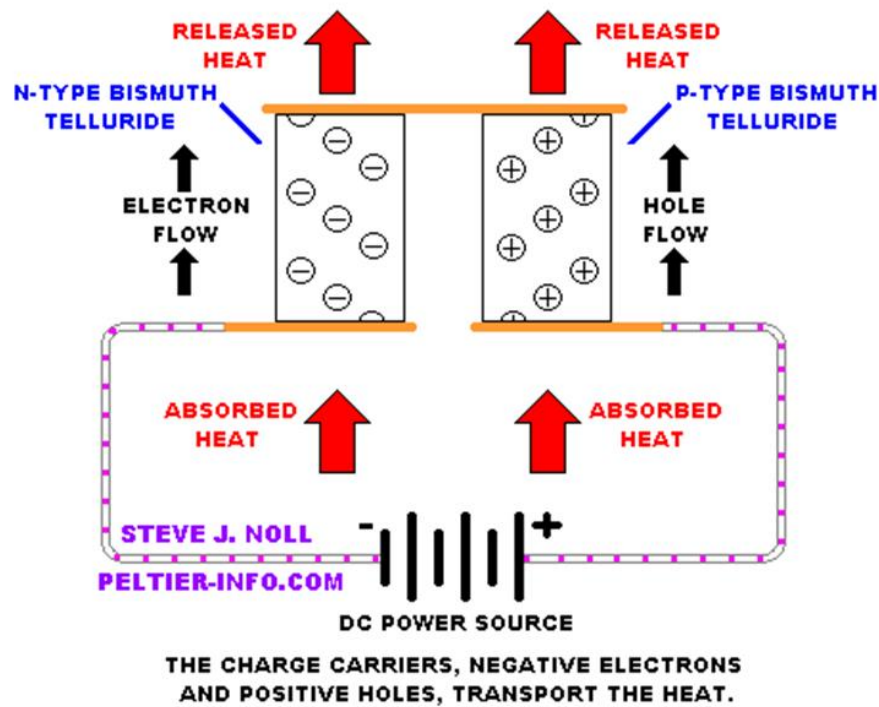 RELEASED
HEAT
RELEASED
HEAT
N-TYPE BISMUTH
TELLURIDE
P-TYPE BISMUTH
TELLURIDE
ELECTRON
FLOW
HOLE
FLOW
ABSORBED
HEAT
ABSORBED
HEAT
STEVE J. NOLL
PELTIER-INFO.COM
- +
DC POWER SOURCE
THE CHARGE CARRIERS, NEGATIVE ELECTRONS
AND POSITIVE HOLES, TRANSPORT THE HEAT.